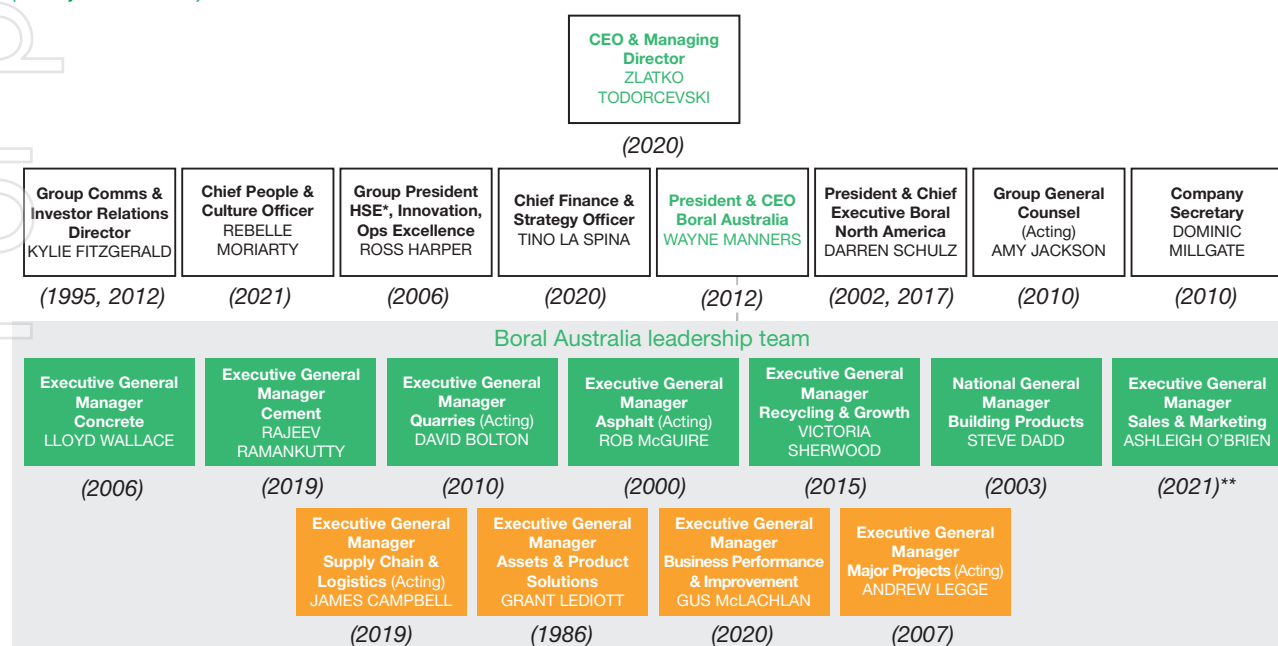 CEO & Managing
Director
ZLATKO
TODORCEVSKI
(2020)
Group Comms &
Investor Relations
Director
KYLIE FITZGERALD
(1995, 2012)
Chief People &
Culture Officer
REBELLE
MORIARTY
(2021)
Group President
HSE*, Innovation,
Ops Excellence
ROSS HARPER
(2006)
Chief Finance &
Strategy Officer
TINO LA SPINA
(2020)
President & CEO
Boral Australia
WAYNE MANNERS
(2012)
President & Chief
Executive Boral
North America
DARREN SCHULZ
(2002, 2017)
Group General
Counsel
(Acting)
AMY JACKSON
(2010)
Company
Secretary
DOMINIC
MILLGATE
(2010)
Boral Australia leadership team
Executive General
Manager
Concrete
LLOYD WALLACE
(2006)
Executive General
Manager
Cement
RAJEEV
RAMANKUTTY
(2019)
Executive General
Manager
Quarries (Acting)
DAVID BOLTON
(2010)
Executive General
Manager
Asphalt (Acting)
ROB McGUIRE
(2000)
Executive General
Manager
Recycling & Growth
VICTORIA
SHERWOOD
(2015)
National General
Manager
Building Products
STEVE DADD
(2003)
Executive General
Manager
Sales & Marketing
ASHLEIGH O'BRIEN
(2021)**
Executive General
Manager
Supply Chain &
Logistics (Acting)
JAMES CAMPBELL
(2019)
Executive General
Manager
Assets & Product
Solutions
GRANT LEDIOTT
(1986)
Executive General
Manager
Business Performance
& Improvement
GUS McLACHLAN
(2020)
Executive General
Manager
Major Projects (Acting)
ANDREW LEGGE
(2007)